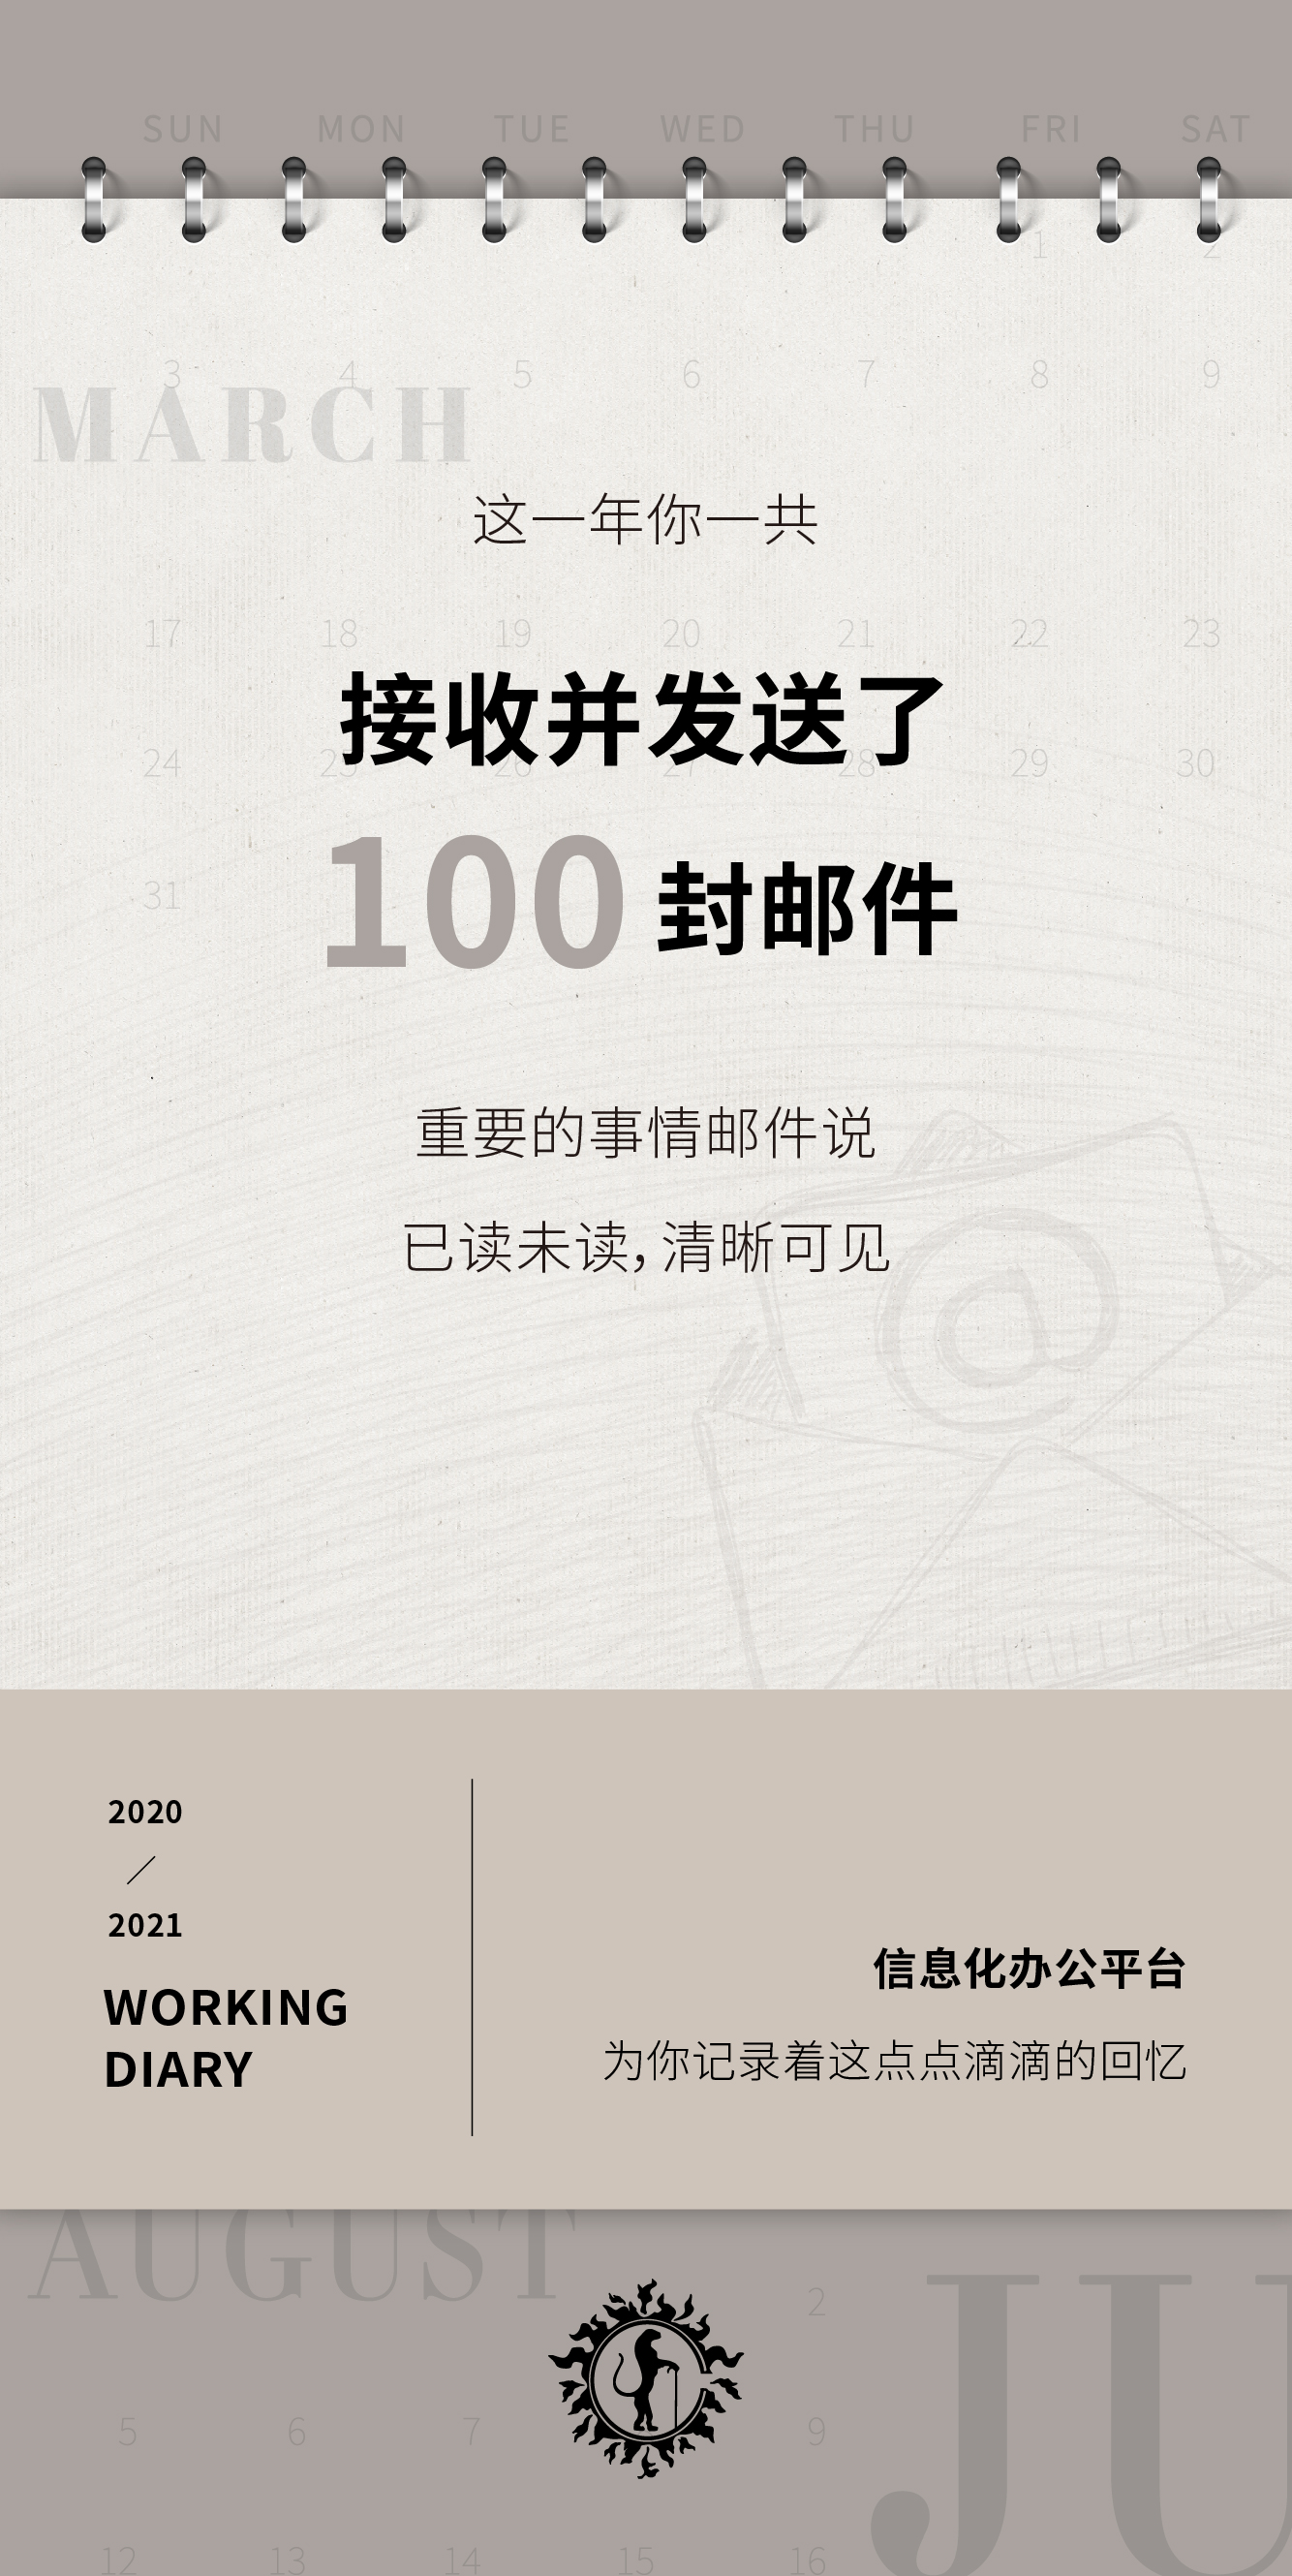 SUN MON TUE WED THU FRI SAT
1 2
3 4 5 6 7 8 9
MARCH
这一年你一共
17 18 19 20 21 22 23
接收并发送了
24 25 26 27 28 29 30
100 封邮件
31
重要的事情邮件说
已读未读，清晰可见
@
2020
／
2021
WORKING
DIARY
信息化办公平台
为你记录着这点点滴滴的回忆
AUGUST
2
JU
5 6 7 9
12 13 14 15 16